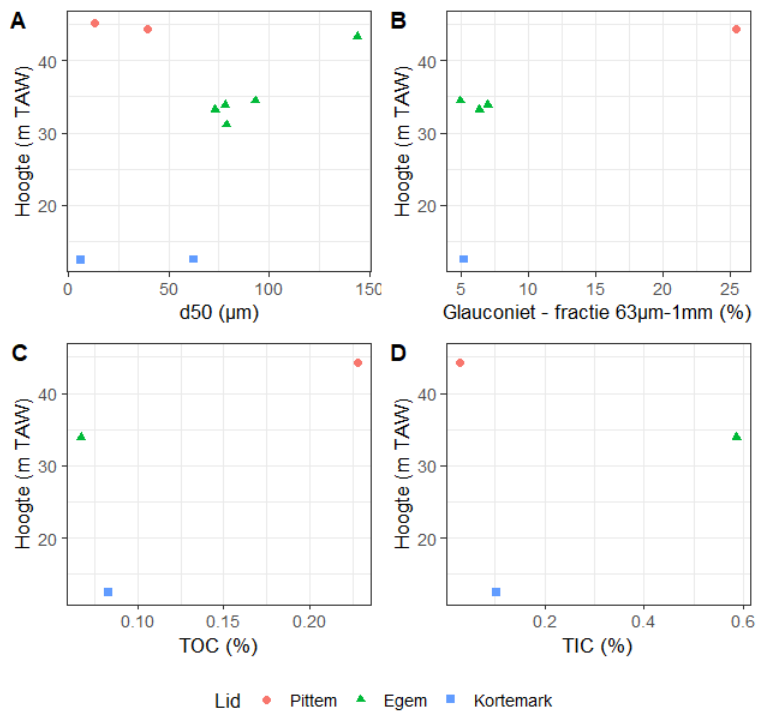 A
B
Hoogte (m TAW)
40
30
20
0
50
100
150
d50 (µm)
Hoogte (m TAW)
40
30
20
5
10
15
20
25
Glauconiet - fractie 63µm-1mm (%)
C
D
Hoogte (m TAW)
40
30
20
0.10
0.15
0.20
TOC (%)
Hoogte (m TAW)
40
30
20
0.2
0.4
0.6
TIC (%)
Lid Pittem Egem Kortemark